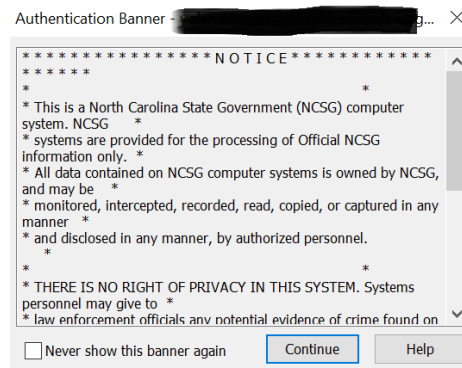 Authentication Banner - g...
* * * * * * * * * * * * * * * * N O T I C E * * * * * * * * * * * *
* * * * * *
* *
* This is a North Carolina State Government (NCSG) computer
system. NCSG *
* systems are provided for the processing of Official NCSG
information only. *
* All data contained on NCSG computer systems is owned by NCSG,
and may be *
* monitored, intercepted, recorded, read, copied, or captured in any
manner *
* and disclosed in any manner, by authorized personnel.
*
* *
* THERE IS NO RIGHT OF PRIVACY IN THIS SYSTEM. Systems
personnel may give to *
* law enforcement officials any potential evidence of crime found on
Never show this banner again
Continue
Help